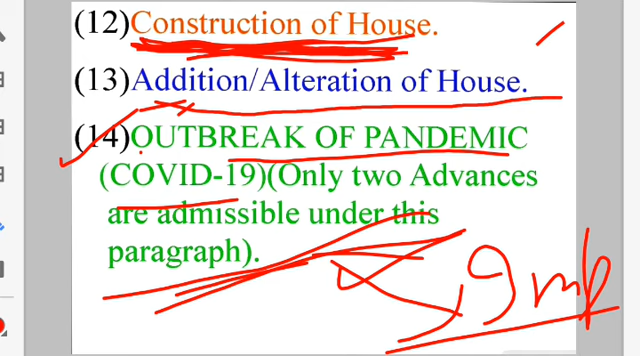 (12)Construction of House.
(13)Addition/Alteration of House.
(14)OUTBREAK OF PANDEMIC
(COVID-19)(Only two Advances
are admissible under this
paragraph).